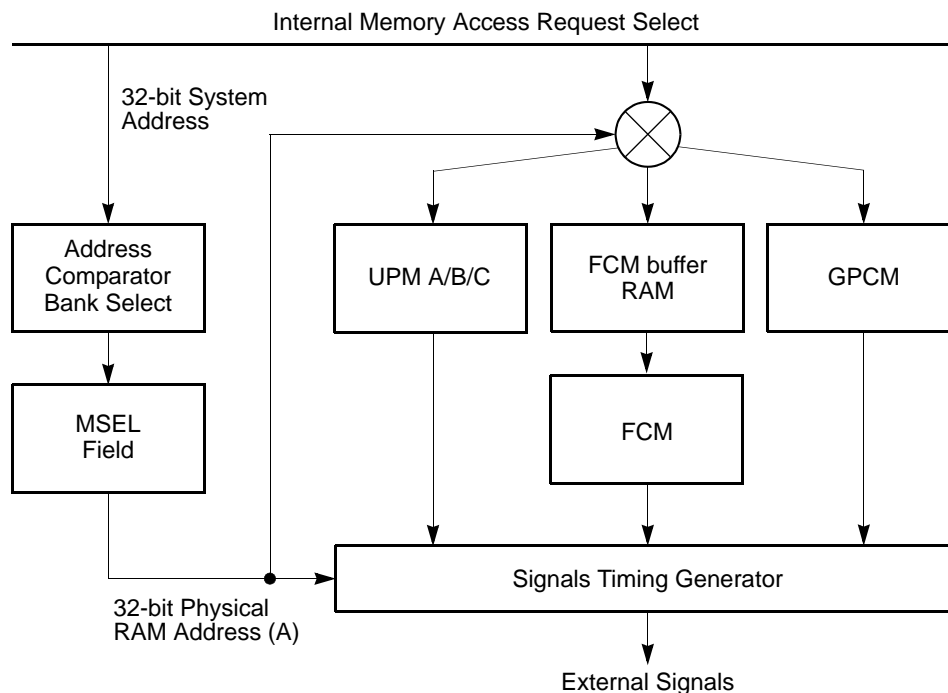 Internal Memory Access Request Select
32-bit System
Address
Address
Comparator
Bank Select
UPM A/B/C
FCM buffer
RAM
GPCM
MSEL
Field
FCM
Signals Timing Generator
32-bit Physical
RAM Address (A)
External Signals